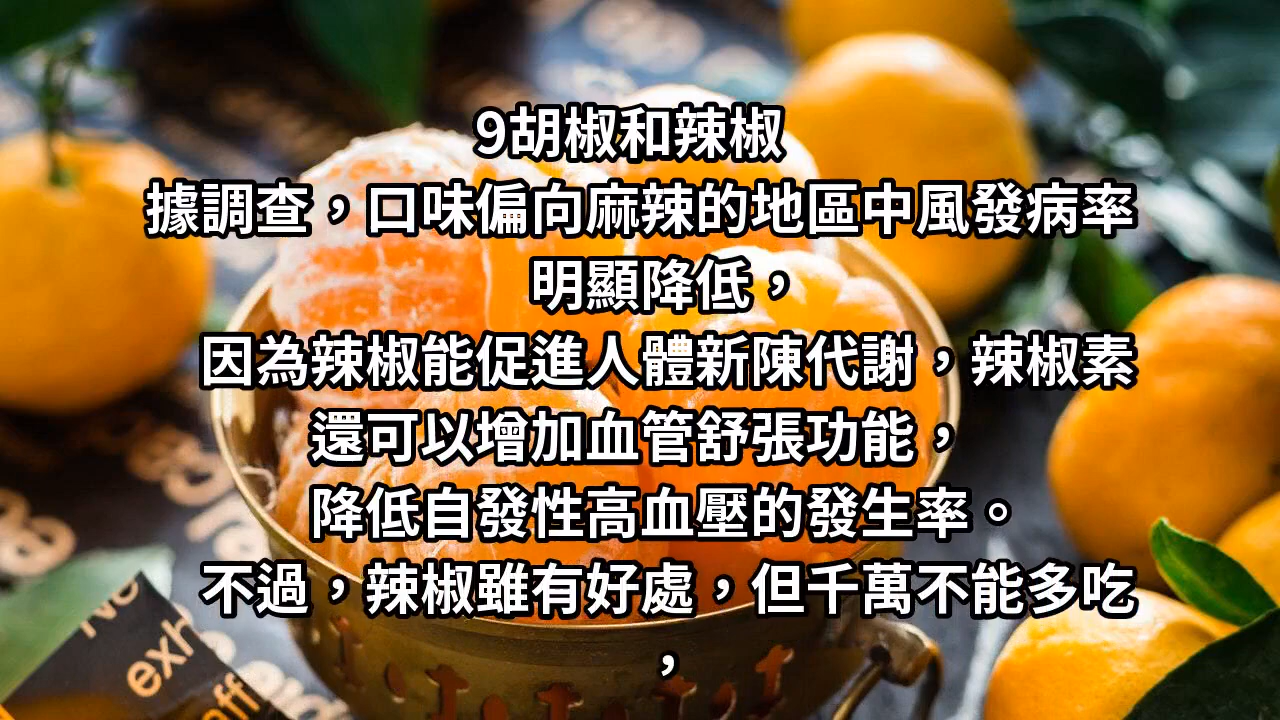 9胡椒和辣椒
據調查，口味偏向麻辣的地區中風發病率
明顯降低，
因為辣椒能促進人體新陳代謝，辣椒素
還可以增加血管舒張功能，
降低自發性高血壓的發生率。
不過，辣椒雖有好處，但千萬不能多吃
，
exh